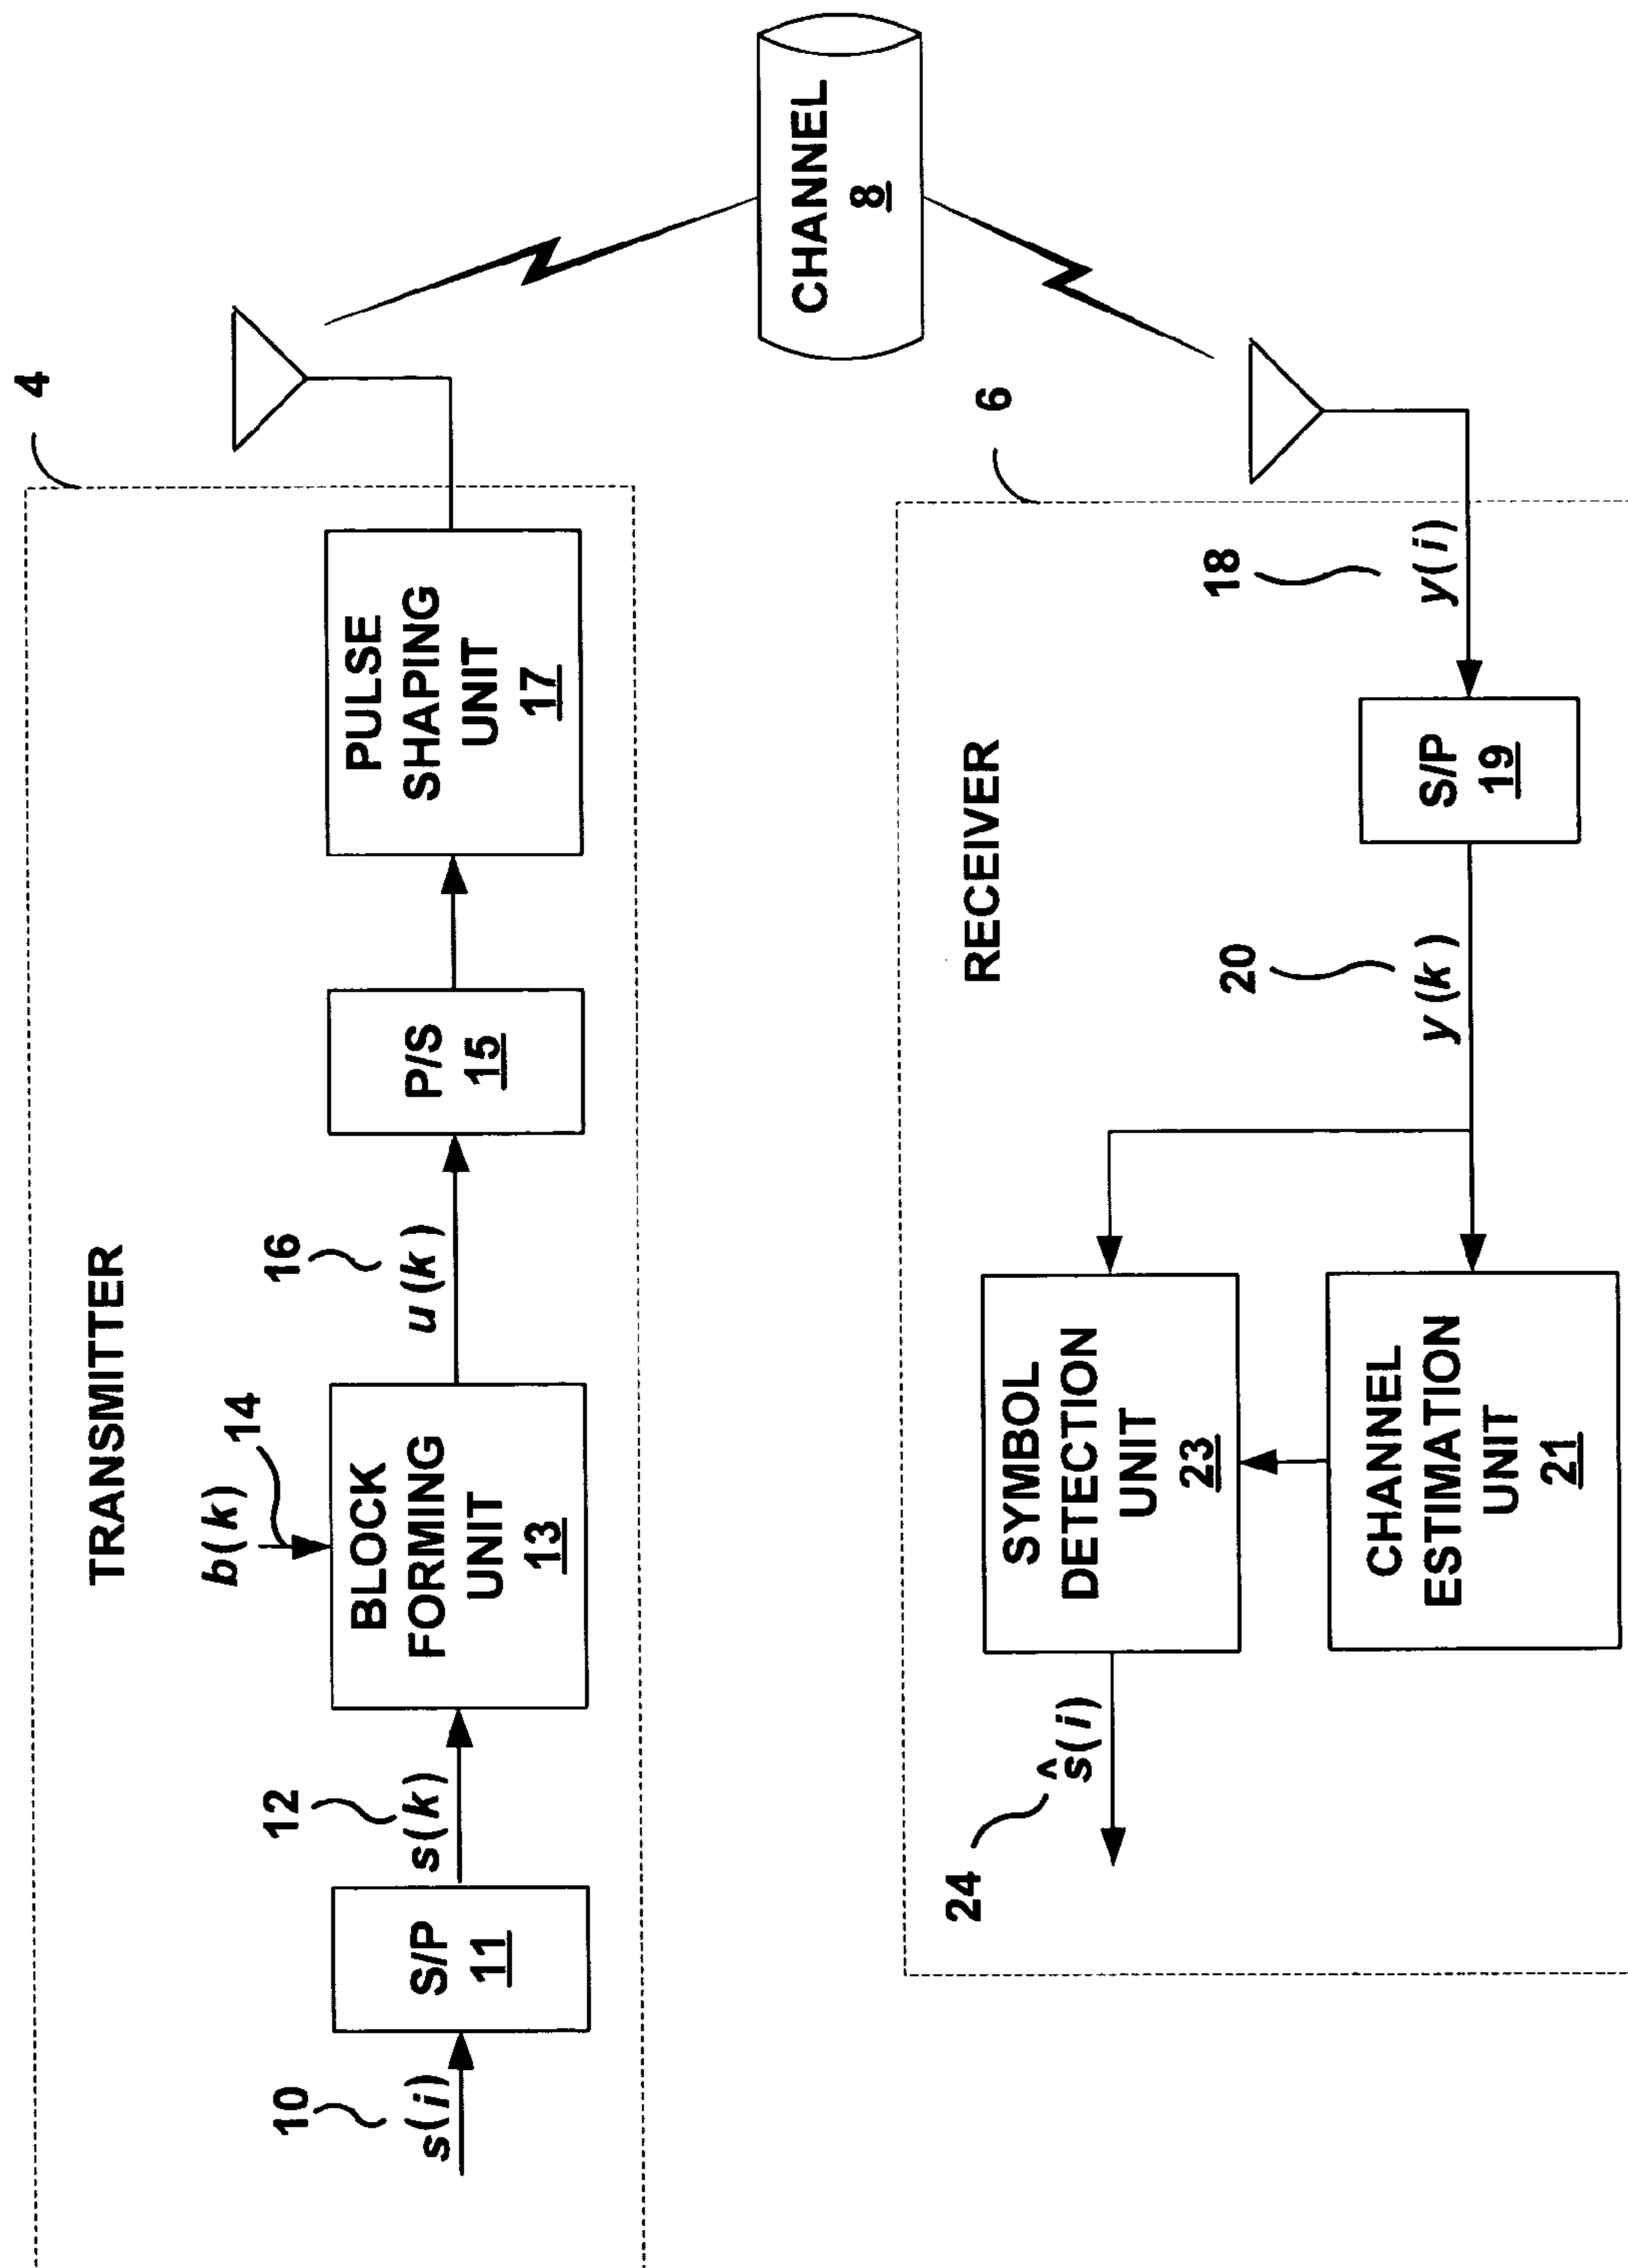 TRANSMITTER
4
10
s(i)
S/P
11
12
s(k)
b(k)
14
BLOCK
FORMING
UNIT
13
16
u(k)
P/S
15
PULSE
SHAPING
UNIT
17
CHANNEL
8
RECEIVER
6
24
ŝ(i)
SYMBOL
DETECTION
UNIT
23
CHANNEL
ESTIMATION
UNIT
21
20
y(k)
S/P
19
18
y(i)